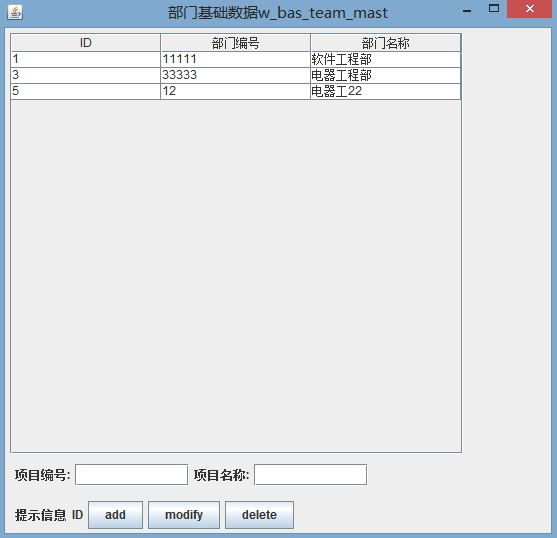 部门基础数据w_bas_team_mast
ID 部门编号 部门名称
1 11111 软件工程部
3 33333 电器工程部
5 12 电器工22
项目编号: 项目名称:
提示信息 ID add modify delete